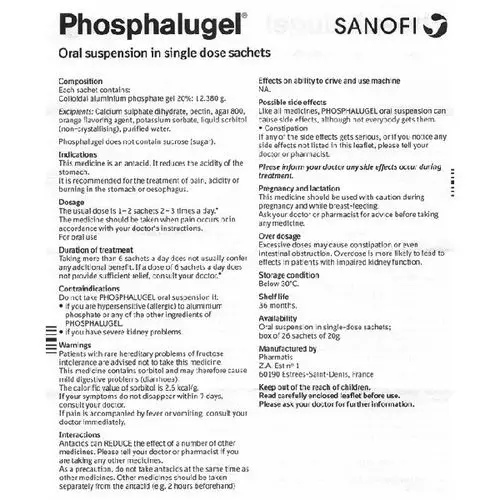 Phosphalugel®
SANOFI
Oral suspension in single dose sachets
Composition
Each sachet contains:
Colloidal aluminium phosphate gel 20%: 12.380 g.
Excipients: Calcium sulphate dihydrate, pectin, agar 800,
orange flavoring agent, potassium sorbate, liquid sorbitol
(non-crystallising), purified water.
Phosphalugel does not contain sucrose (sugar).
Indications
This medicine is an antacid. It reduces the acidity of the
stomach.
It is recommended for the treatment of pain, acidity or
burning in the stomach or oesophagus.
Dosage
The usual dose is 1-2 sachets 2-3 times a day."
The medicine should be taken when pain occurs or in
accordance with your doctor's instructions.
For oral use
Duration of treatment
Taking more than 6 sachets a day does not usually confer
any additional benefit. If a dose of 6 sachets a day does
not provide sufficient relief, consult your doctor."
Contraindications
Do not take PHOSPHALUGEL oral suspension if:
• if you are hypersensitive (allergic) to aluminium
phosphate or any of the other ingredients of
PHOSPHALUGEL.
• if you have severe kidney problems.
Warnings
Patients with rare hereditary problems of fructose
intolerance are advised not to take this medicine.
This medicine contains sorbitol and may therefore cause
mild digestive problems (diarrhoea).
The calorific value of sorbitol is 2.6 kcal/g.
If your symptoms do not disappear within 7 days,
consult your doctor.
If pain is accompanied by fever or vomiting, consult your
doctor immediately.
Interactions
Antacids can REDUCE the effect of a number of other
medicines. Please tell your doctor or pharmacist if you
are taking any other medicines.
As a precaution, do not take antacids at the same time as
other medicines. Other medicines should be taken
separately from the antacid (e.g. 2 hours beforehand)
Effects on ability to drive and use machine
NA.
Possible side effects
Like all medicines, PHOSPHALUGEL oral suspension can
cause side effects, although not everybody gets them.
• Constipation
If any of the side effects gets serious, or if you notice any
side effects not listed in this leaflet, please tell your
doctor or pharmacist.
Please inform your doctor any side effects occur during
treatment.
Pregnancy and lactation
This medicine should be used with caution during
pregnancy and while breast-feeding.
Ask your doctor or pharmacist for advice before taking
any medicine.
Over dosage
Excessive doses may cause constipation or even
intestinal obstruction. Overdose is more likely to lead to
effects in patients with impaired kidney function.
Storage condition
Below 30°C.
Shelf life
36 months.
Availability
Oral suspension in single-dose sachets;
box of 26 sachets of 20g.
Manufactured by
Pharmatis
Z.A. Est n° 1
60190 Estrees-Saint-Denis, France
Keep out of the reach of children.
Read carefully enclosed leaflet before use.
Please ask your doctor for further information.